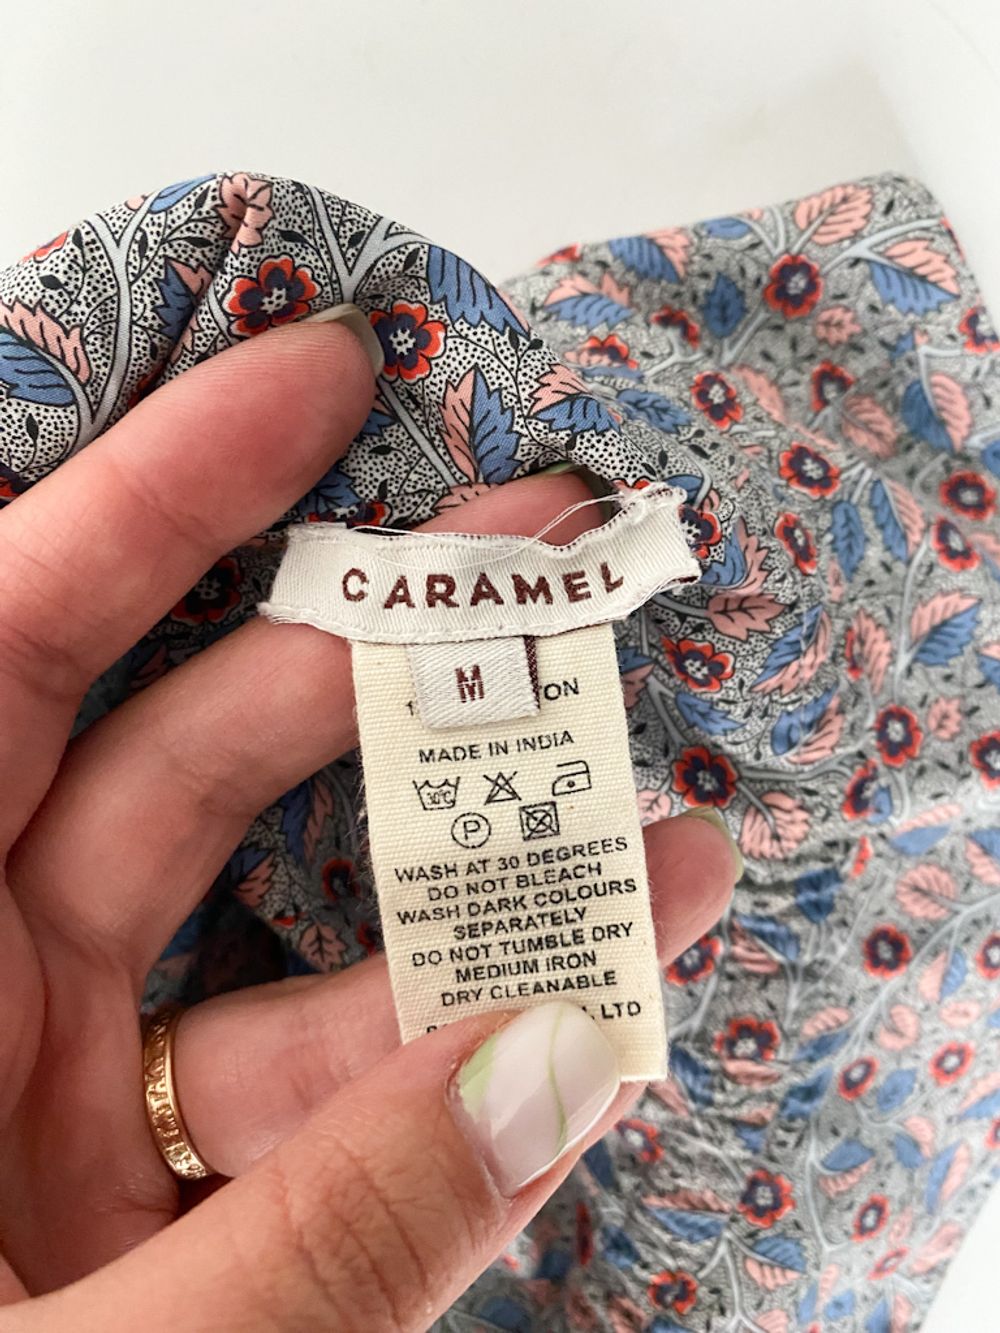 CARAMEL
M
MADE IN INDIA
30°C
P
WASH AT 30 DEGREES
DO NOT BLEACH
WASH DARK COLOURS
SEPARATELY
DO NOT TUMBLE DRY
MEDIUM IRON
DRY CLEANABLE
LTD